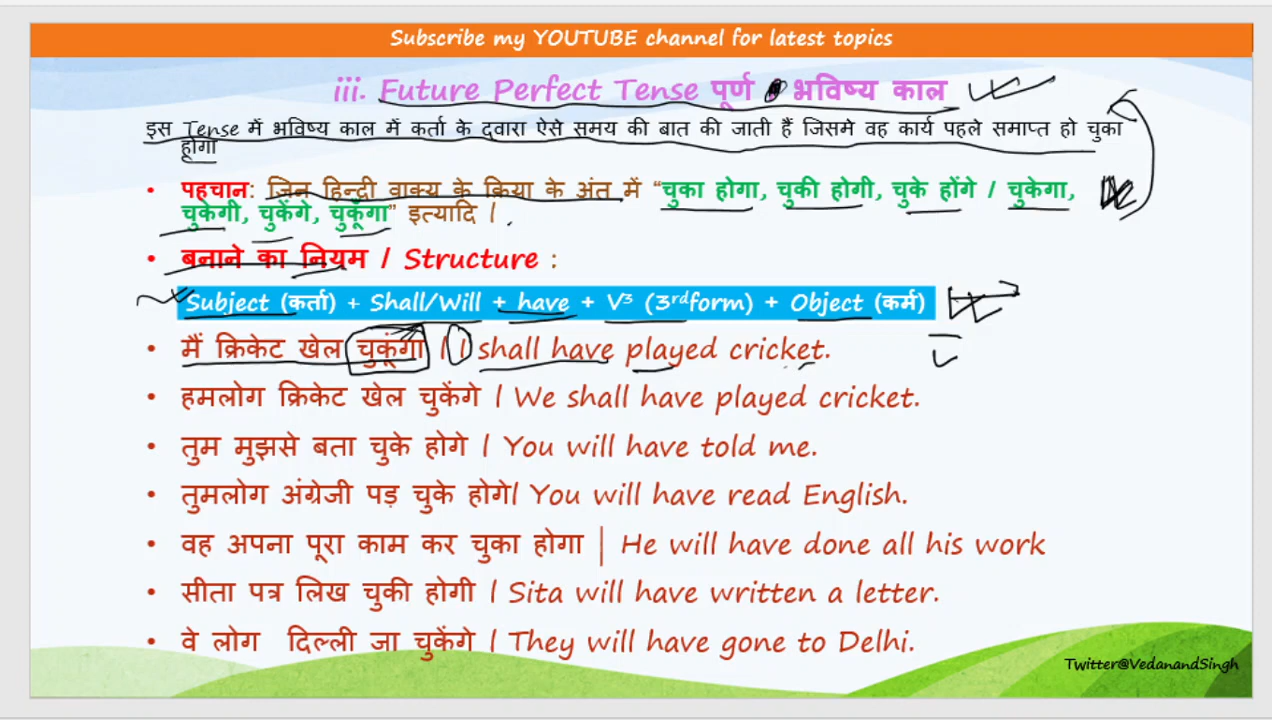 Subscribe my YOUTUBE channel for latest topics
iii. Future Perfect Tense पूर्ण भविष्य काल
इस Tense में भविष्य काल में कर्ता के दवारा ऐसे समय की बात की जाती हैं जिसमे वह कार्य पहले समाप्त हो चुका
होगा
• पहचान: जिन हिन्दी वाक्य के क्रिया के अंत में “चुका होगा, चुकी होगी, चुके होंगे / चुकेगा,
चुकेगी, चुकेंगे, चुकूँगा” इत्यादि |
• बनाने का नियम / Structure :
Subject (कर्ता) + Shall/Will + have + V³ (3rdform) + Object (कर्म)
• मैं क्रिकेट खेल चुकूंगा | I shall have played cricket.
• हमलोग क्रिकेट खेल चुकेंगे | We shall have played cricket.
• तुम मुझसे बता चुके होगे | You will have told me.
• तुमलोग अंग्रेजी पड़ चुके होगे| You will have read English.
• वह अपना पूरा काम कर चुका होगा | He will have done all his work
• सीता पत्र लिख चुकी होगी | Sita will have written a letter.
• वे लोग दिल्ली जा चुकेंगे | They will have gone to Delhi.
Twitter@VedanandSingh